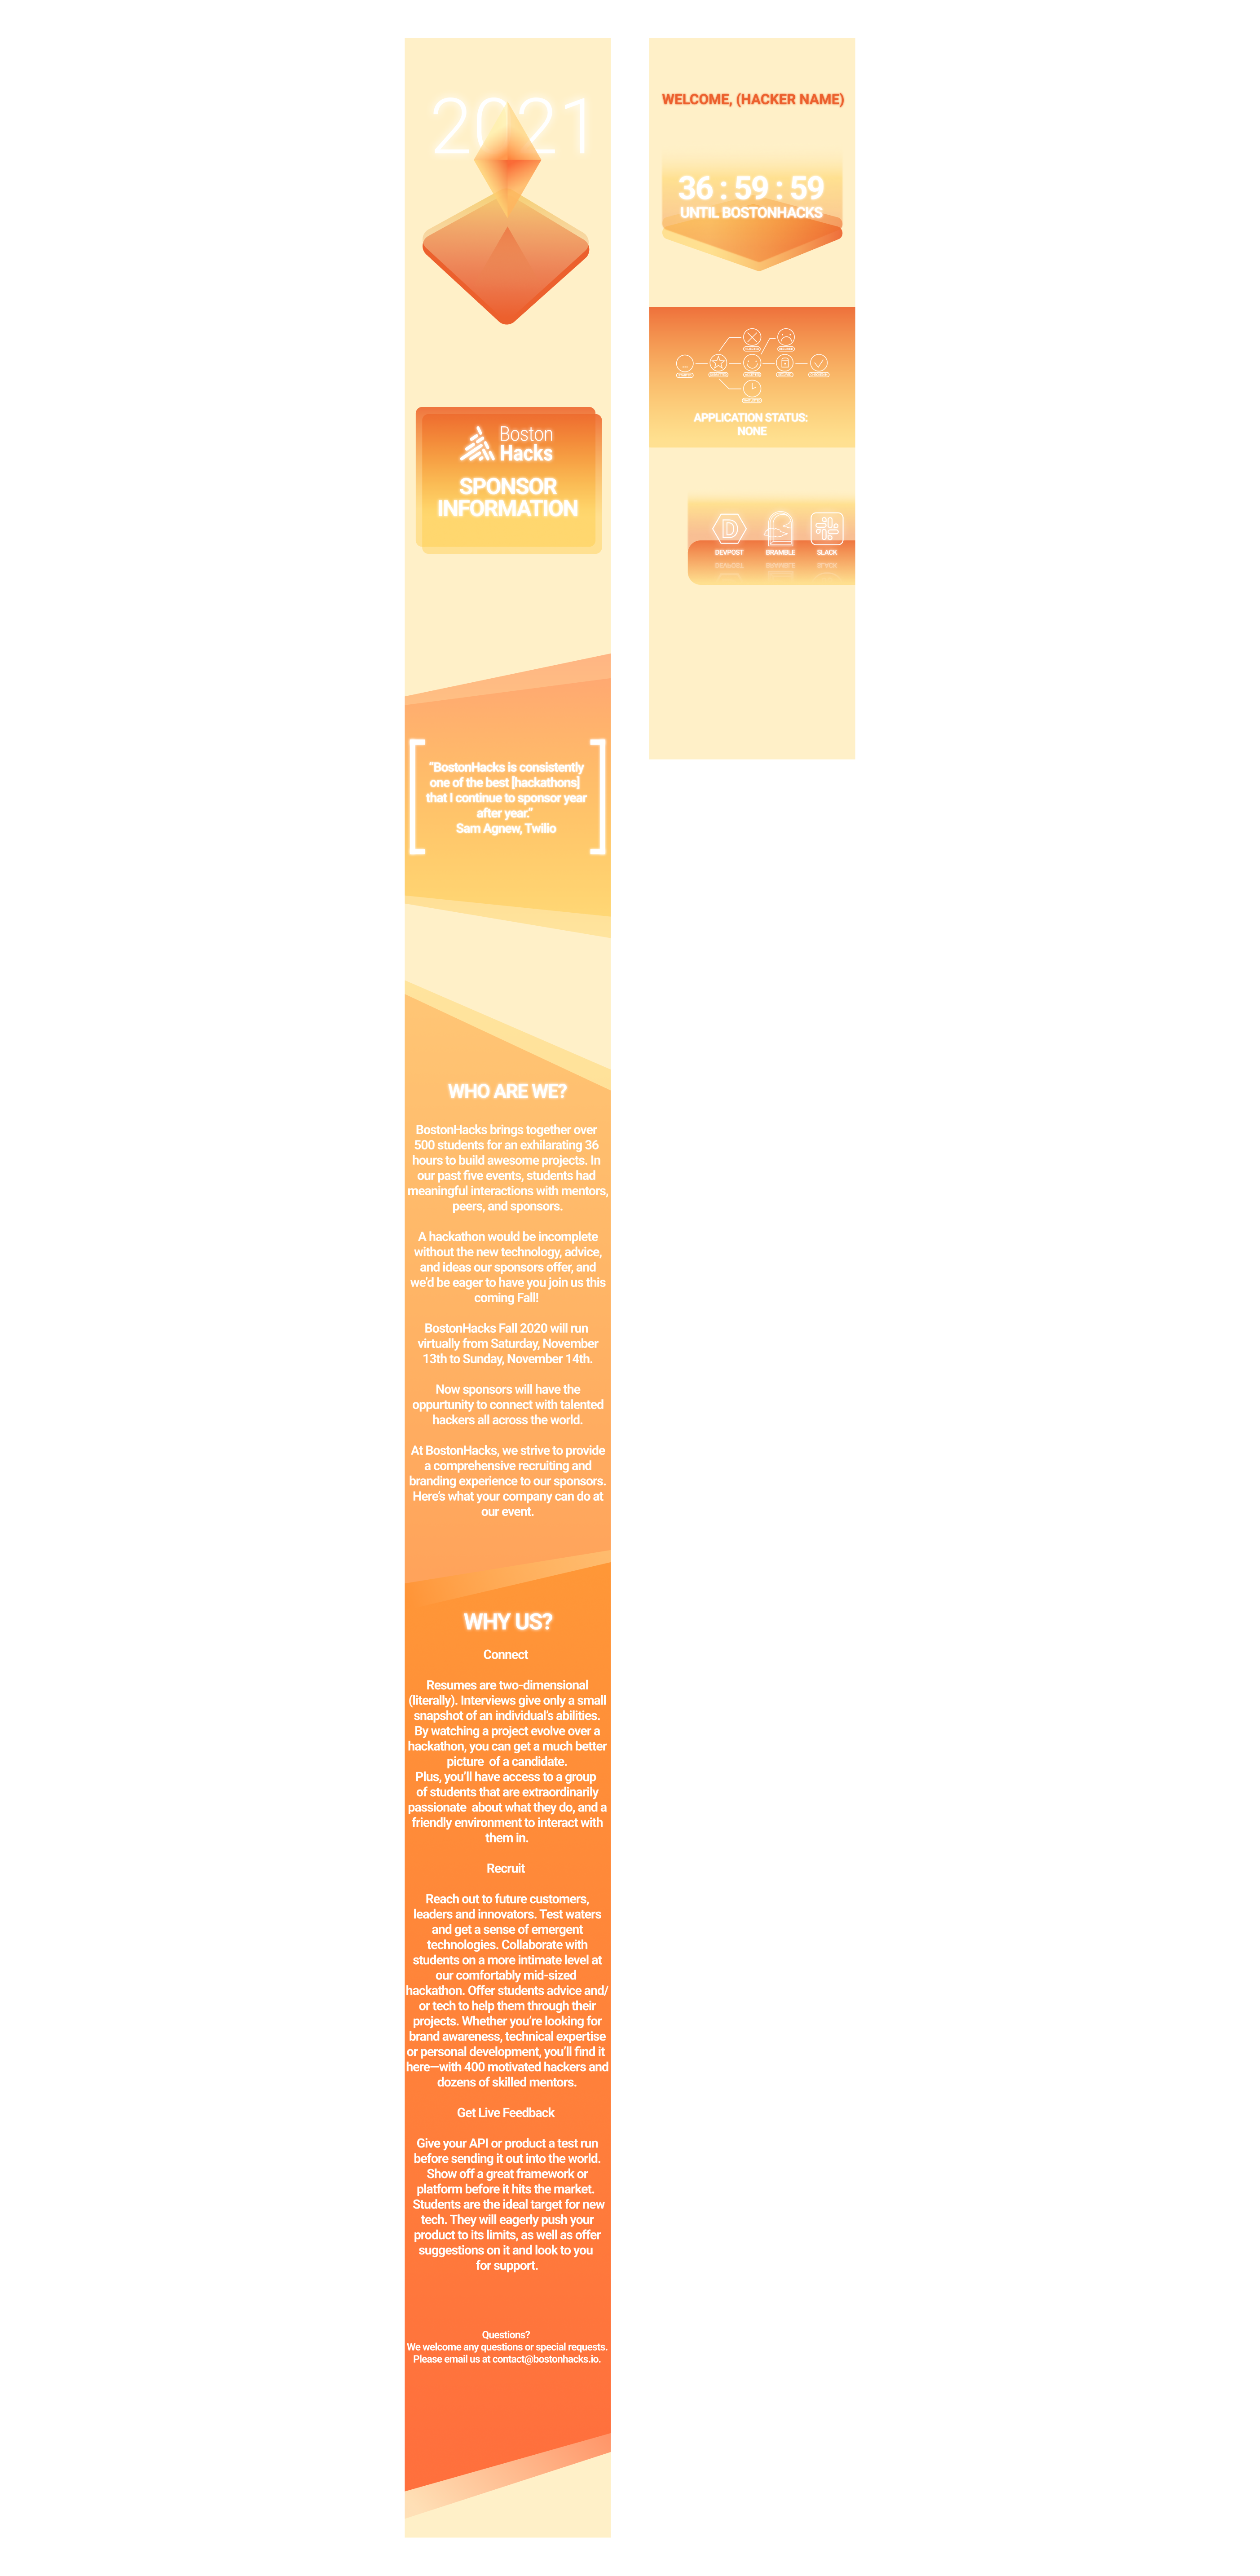 2021
Boston
Hacks
SPONSOR
INFORMATION
“BostonHacks is consistently
one of the best [hackathons]
that I continue to sponsor year
after year.”
Sam Agnew, Twilio
WHO ARE WE?
BostonHacks brings together over
500 students for an exhilarating 36
hours to build awesome projects. In
our past five events, students had
meaningful interactions with mentors,
peers, and sponsors.
A hackathon would be incomplete
without the new technology, advice,
and ideas our sponsors offer, and
we’d be eager to have you join us this
coming Fall!
BostonHacks Fall 2020 will run
virtually from Saturday, November
13th to Sunday, November 14th.
Now sponsors will have the
oppurtunity to connect with talented
hackers all across the world.
At BostonHacks, we strive to provide
a comprehensive recruiting and
branding experience to our sponsors.
Here’s what your company can do at
our event.
WHY US?
Connect
Resumes are two-dimensional
(literally). Interviews give only a small
snapshot of an individual’s abilities.
By watching a project evolve over a
hackathon, you can get a much better
picture of a candidate.
Plus, you’ll have access to a group
of students that are extraordinarily
passionate about what they do, and a
friendly environment to interact with
them in.
Recruit
Reach out to future customers,
leaders and innovators. Test waters
and get a sense of emergent
technologies. Collaborate with
students on a more intimate level at
our comfortably mid-sized
hackathon. Offer students advice and/
or tech to help them through their
projects. Whether you’re looking for
brand awareness, technical expertise
or personal development, you’ll find it
here—with 400 motivated hackers and
dozens of skilled mentors.
Get Live Feedback
Give your API or product a test run
before sending it out into the world.
Show off a great framework or
platform before it hits the market.
Students are the ideal target for new
tech. They will eagerly push your
product to its limits, as well as offer
suggestions on it and look to you
for support.
Questions?
We welcome any questions or special requests.
Please email us at contact@bostonhacks.io.
WELCOME, (HACKER NAME)
36 : 59 : 59
UNTIL BOSTONHACKS
APPLICATION STATUS:
NONE
DEVPOST
BRAMBLE
SLACK